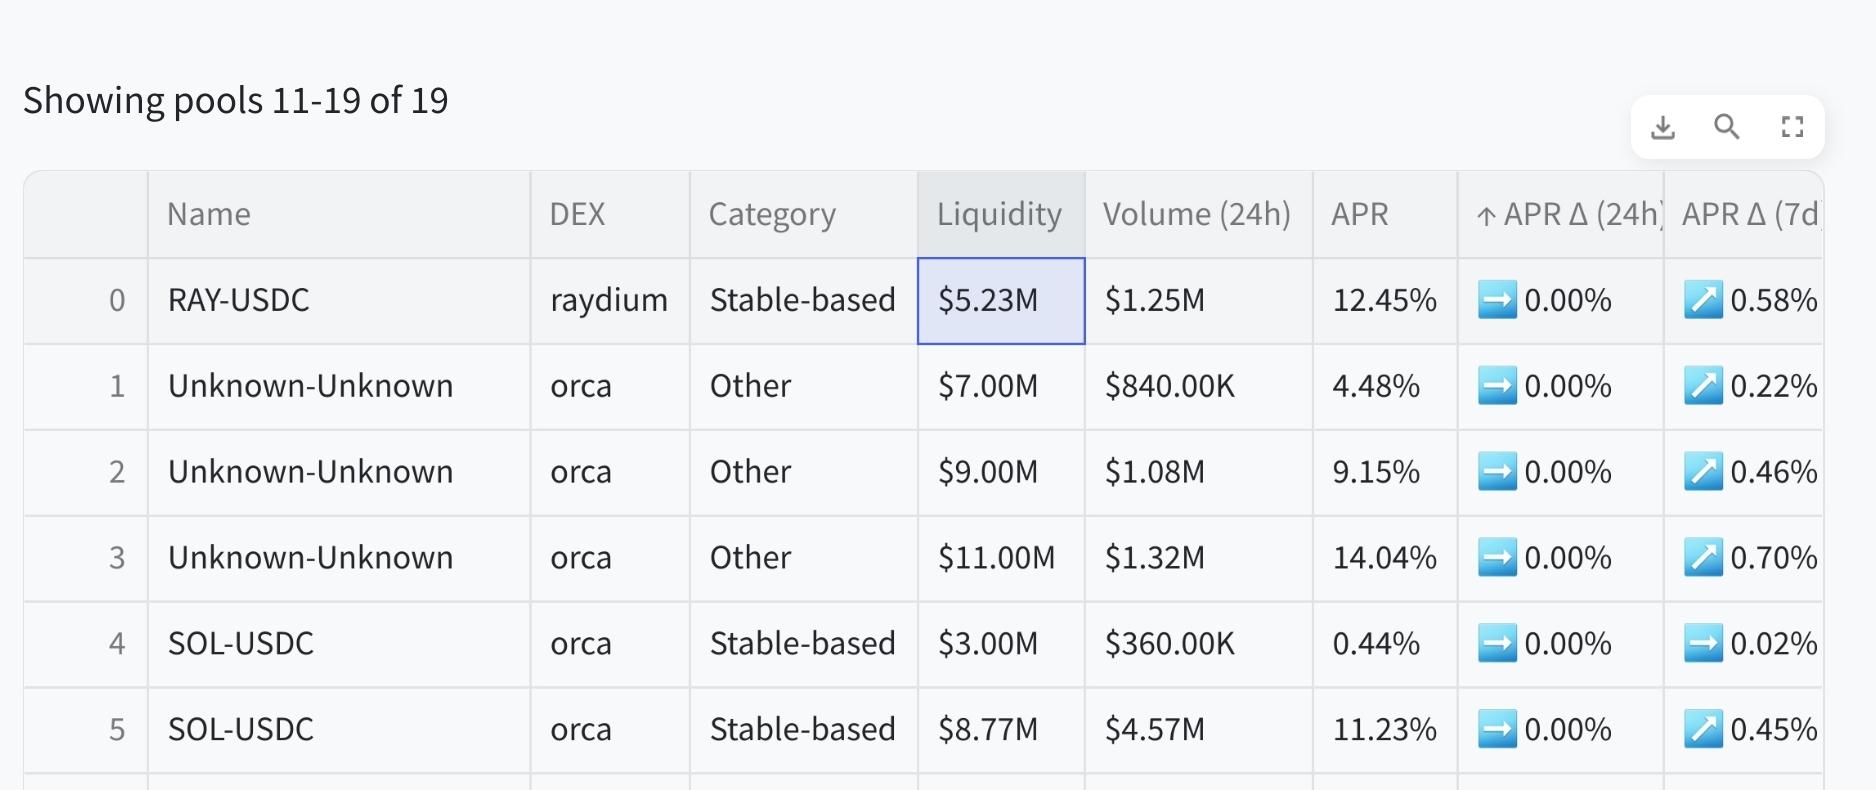 Showing pools 11-19 of 19
Name DEX Category Liquidity Volume (24h) APR ↑ APR Δ (24h) APR Δ (7d)
0 RAY-USDC raydium Stable-based $5.23M $1.25M 12.45% ➡️ 0.00% ↗️ 0.58%
1 Unknown-Unknown orca Other $7.00M $840.00K 4.48% ➡️ 0.00% ↗️ 0.22%
2 Unknown-Unknown orca Other $9.00M $1.08M 9.15% ➡️ 0.00% ↗️ 0.46%
3 Unknown-Unknown orca Other $11.00M $1.32M 14.04% ➡️ 0.00% ↗️ 0.70%
4 SOL-USDC orca Stable-based $3.00M $360.00K 0.44% ➡️ 0.00% ➡️ 0.02%
5 SOL-USDC orca Stable-based $8.77M $4.57M 11.23% ➡️ 0.00% ↗️ 0.45%